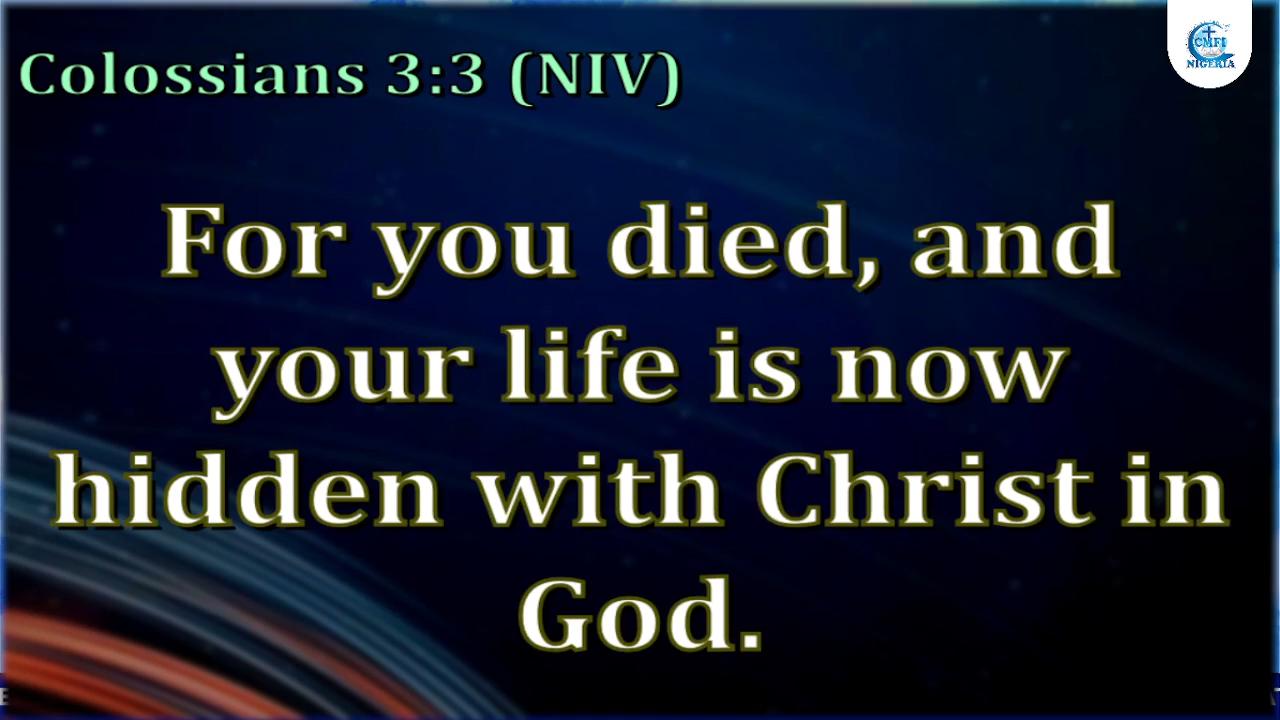 Colossians 3:3 (NIV)
CMFI
NIGERIA
For you died, and
your life is now
hidden with Christ in
God.